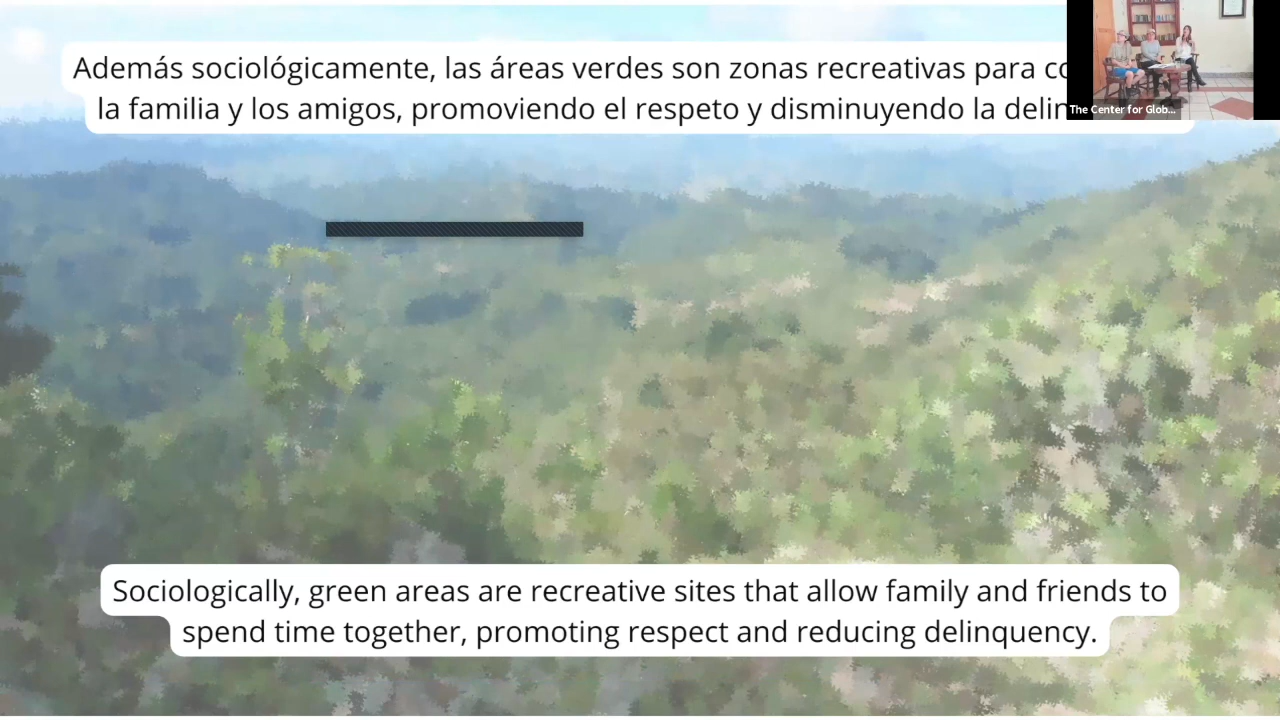 Además sociológicamente, las áreas verdes son zonas recreativas para
la familia y los amigos, promoviendo el respeto y disminuyendo la
The Center for Glob...
Sociologically, green areas are recreative sites that allow family and friends to
spend time together, promoting respect and reducing delinquency.